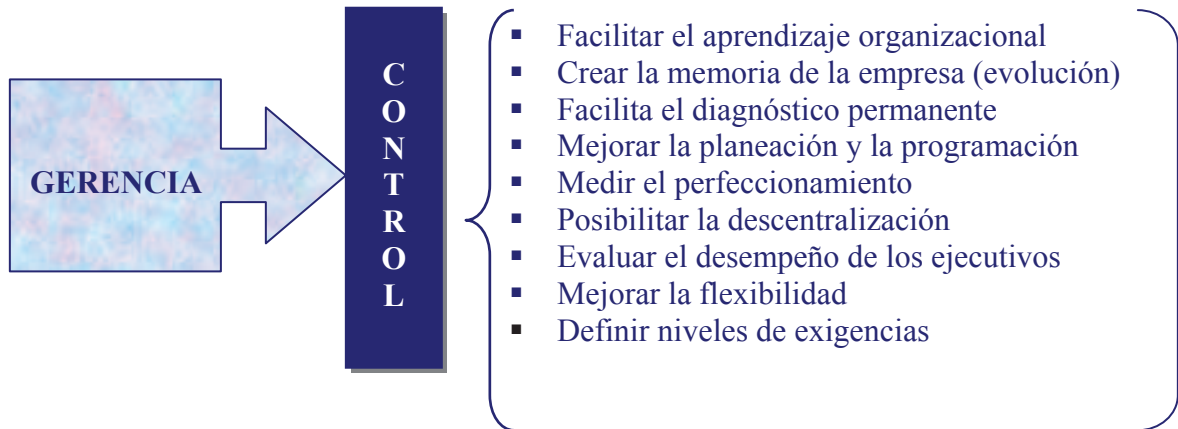 GERENCIA
CONTROL
▪ Facilitar el aprendizaje organizacional
▪ Crear la memoria de la empresa (evolución)
▪ Facilita el diagnóstico permanente
▪ Mejorar la planeación y la programación
▪ Medir el perfeccionamiento
▪ Posibilitar la descentralización
▪ Evaluar el desempeño de los ejecutivos
▪ Mejorar la flexibilidad
▪ Definir niveles de exigencias